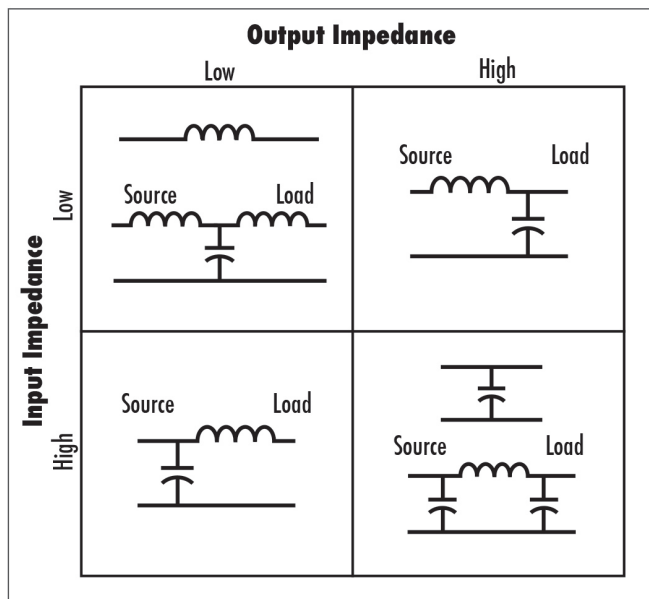 Output Impedance
Low
High
Input Impedance
Low
Source
Load
Source
Load
High
Source
Load
Source
Load